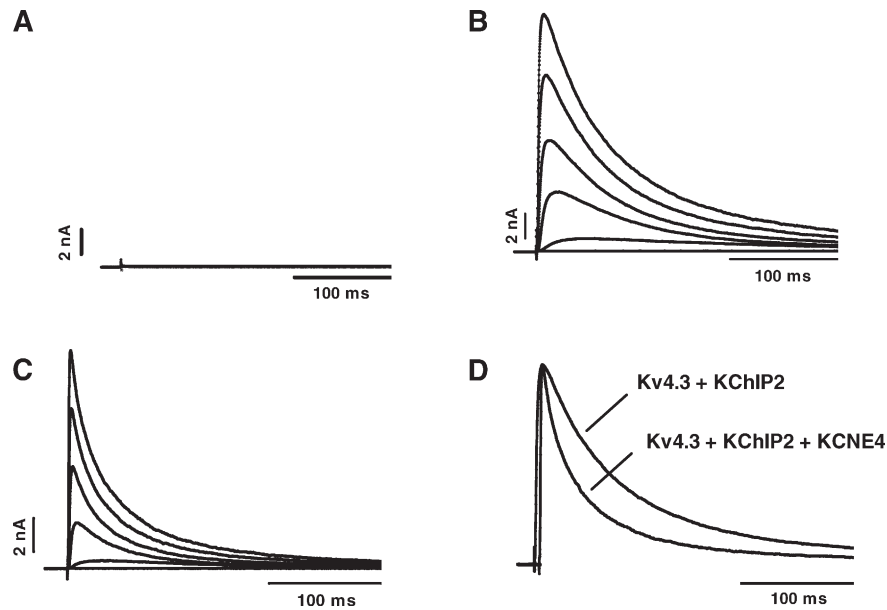 A
2 nA
100 ms
B
2 nA
100 ms
C
2 nA
100 ms
D
Kv4.3 + KChIP2
Kv4.3 + KChIP2 + KCNE4
100 ms